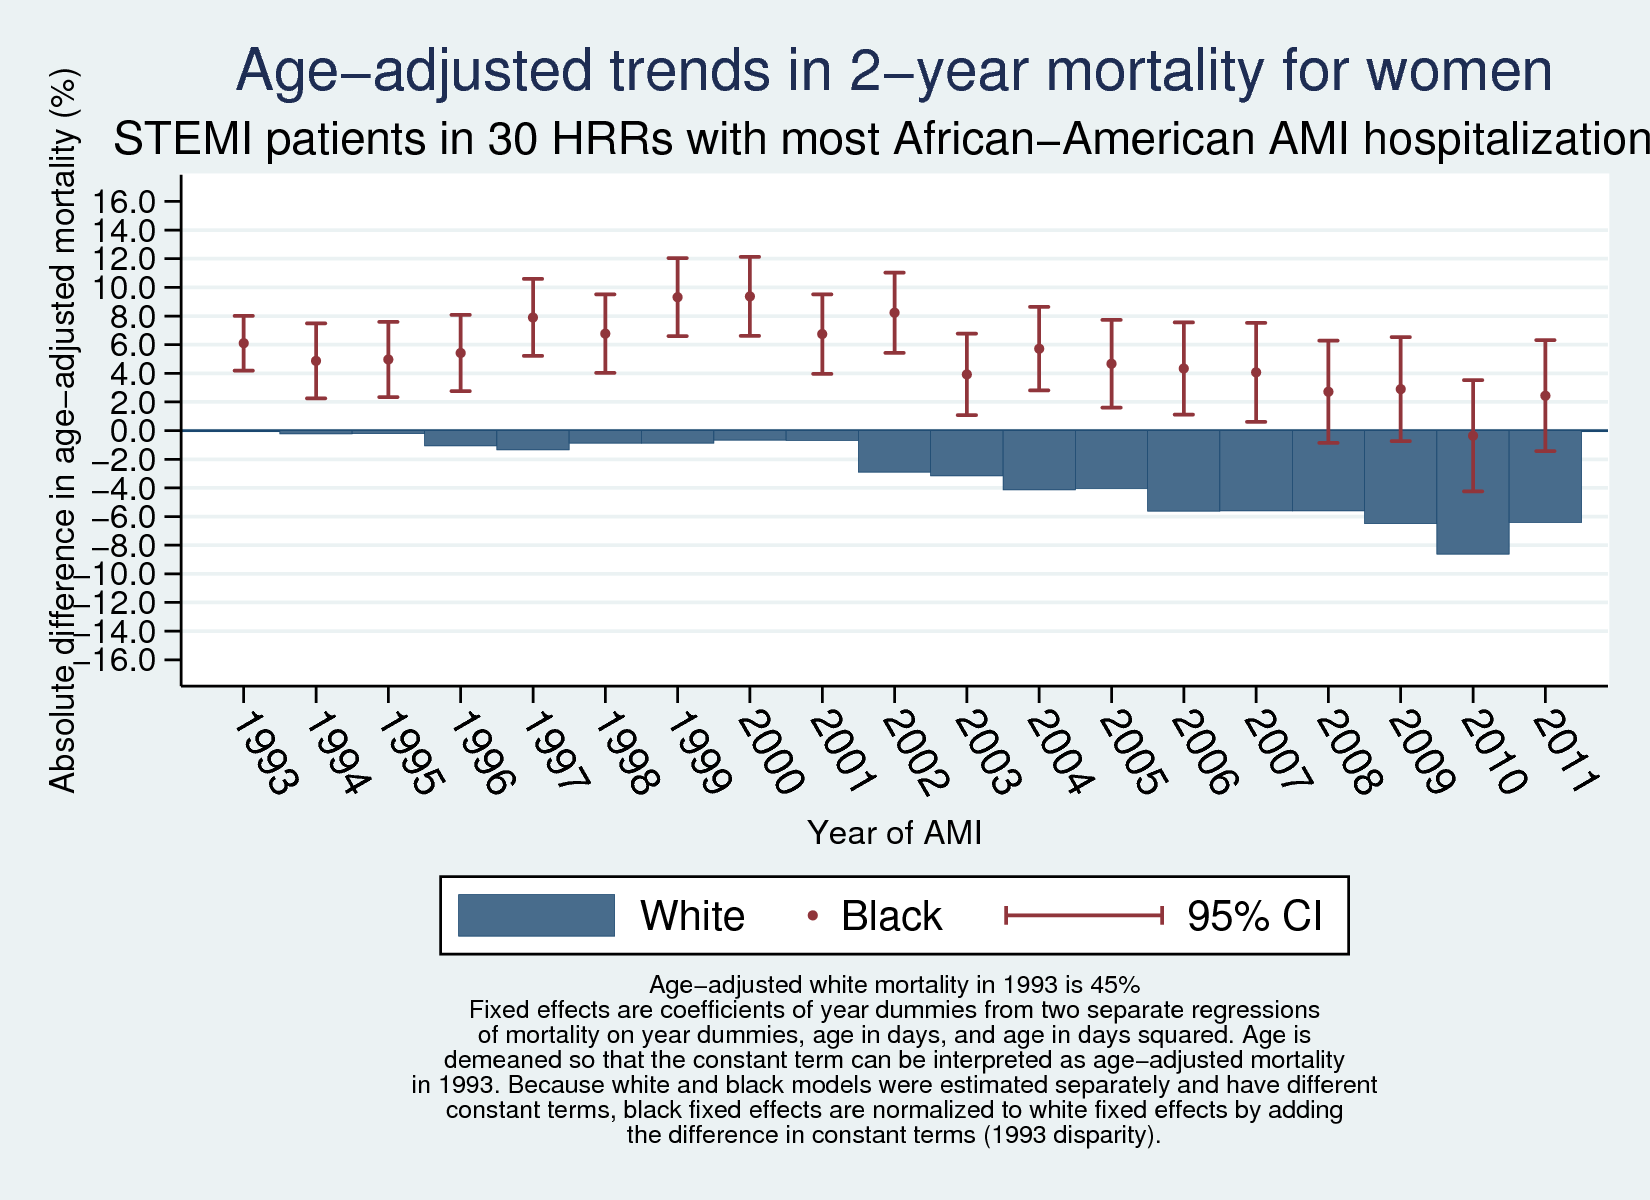 Age−adjusted trends in 2−year mortality for women
STEMI patients in 30 HRRs with most African−American AMI hospitalization
Absolute difference in age−adjusted mortality (%)
16.0
14.0
12.0
10.0
8.0
6.0
4.0
2.0
0.0
−2.0
−4.0
−6.0
−8.0
−10.0
−12.0
−14.0
−16.0
1993
1994
1995
1996
1997
1998
1999
2000
2001
2002
2003
2004
2005
2006
2007
2008
2009
2010
2011
Year of AMI
White
Black
95% CI
Age−adjusted white mortality in 1993 is 45%
Fixed effects are coefficients of year dummies from two separate regressions
of mortality on year dummies, age in days, and age in days squared. Age is
demeaned so that the constant term can be interpreted as age−adjusted mortality
in 1993. Because white and black models were estimated separately and have different
constant terms, black fixed effects are normalized to white fixed effects by adding
the difference in constant terms (1993 disparity).